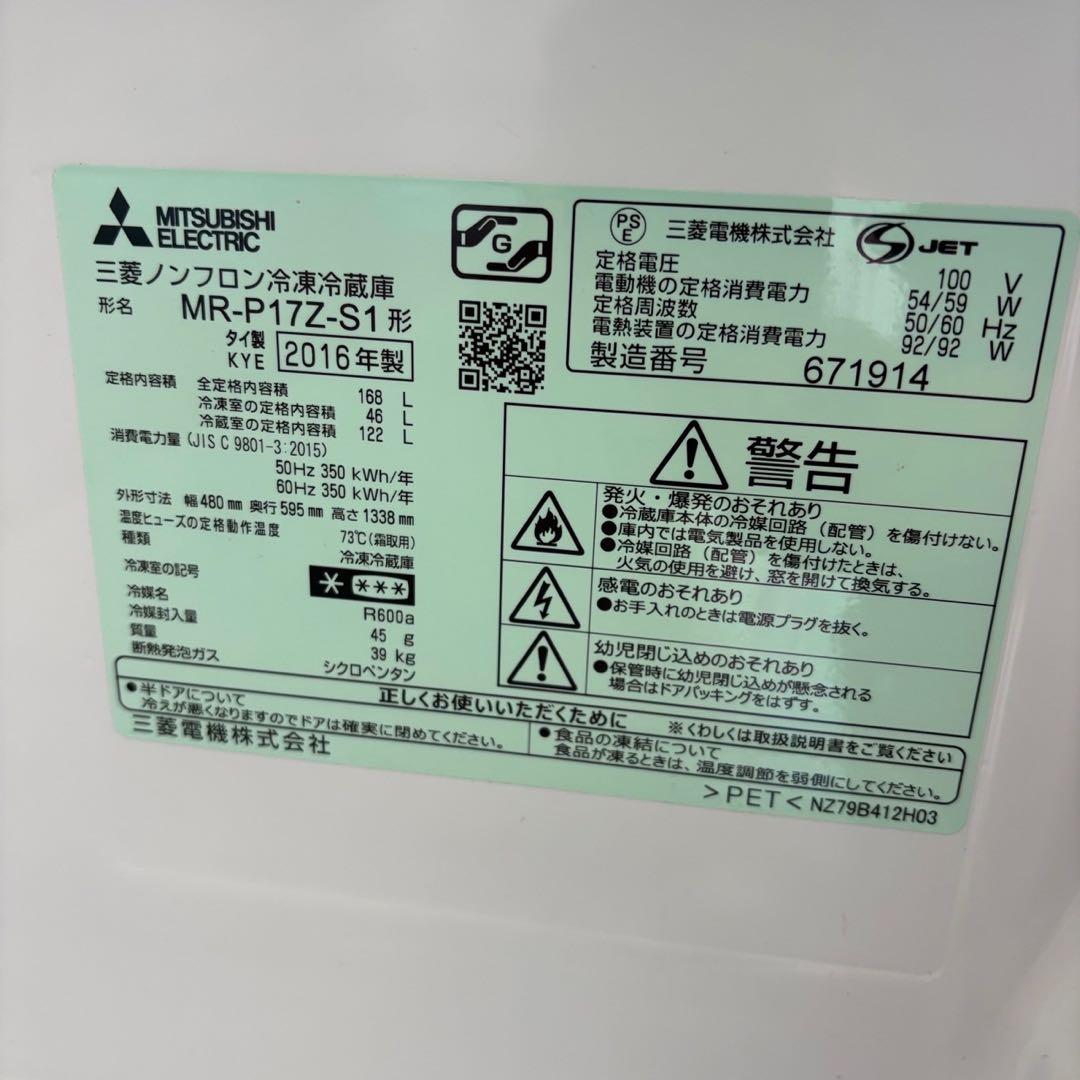 MITSUBISHI
ELECTRIC
三菱ノンフロン冷凍冷蔵庫
形名 MR-P17Z-S1形
タイ製
KYE 2016年製
定格内容積 全定格内容積 168 L
冷凍室の定格内容積 46 L
冷蔵室の定格内容積 122 L
消費電力量 (JIS C 9801-3:2015)
50Hz 350 kWh/年
60Hz 350 kWh/年
外形寸法 幅480mm 奥行595mm 高さ1338mm
温度ヒューズの定格動作温度 73℃(霜取用)
種類 冷凍冷蔵庫
冷凍室の記号
冷媒名 R600a
冷媒封入量 45 g
質量 39 kg
断熱発泡ガス シクロペンタン
G
PS
E
三菱電機株式会社 JET
定格電圧 100 V
電動機の定格消費電力 54/59 W
定格周波数 50/60 Hz
電熱装置の定格消費電力 92/92 W
製造番号 671914
警告
発火・爆発のおそれあり
●冷蔵庫本体の冷媒回路（配管）を傷付けない。
●庫内では電気製品を使用しない。
●冷媒回路（配管）を傷付けたときは、
火気の使用を避け、窓を開けて換気する。
感電のおそれあり
●お手入れのときは電源プラグを抜く。
幼児閉じ込めのおそれあり
●保管時に幼児閉じ込めが懸念される
場合はドアパッキングをはずす。
正しくお使いいただくために ※くわしくは取扱説明書をご覧ください
●半ドアについて
冷えが悪くなりますのでドアは確実に閉めてください。
●食品の凍結について
食品が凍るときは、温度調節を弱側にしてください。
三菱電機株式会社
>PET< NZ79B412H03